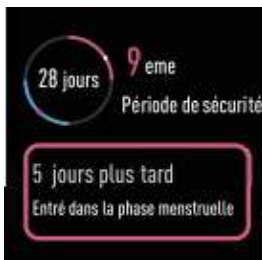 28 jours
9 eme
Période de sécurité
5 jours plus tard
Entré dans la phase menstruelle